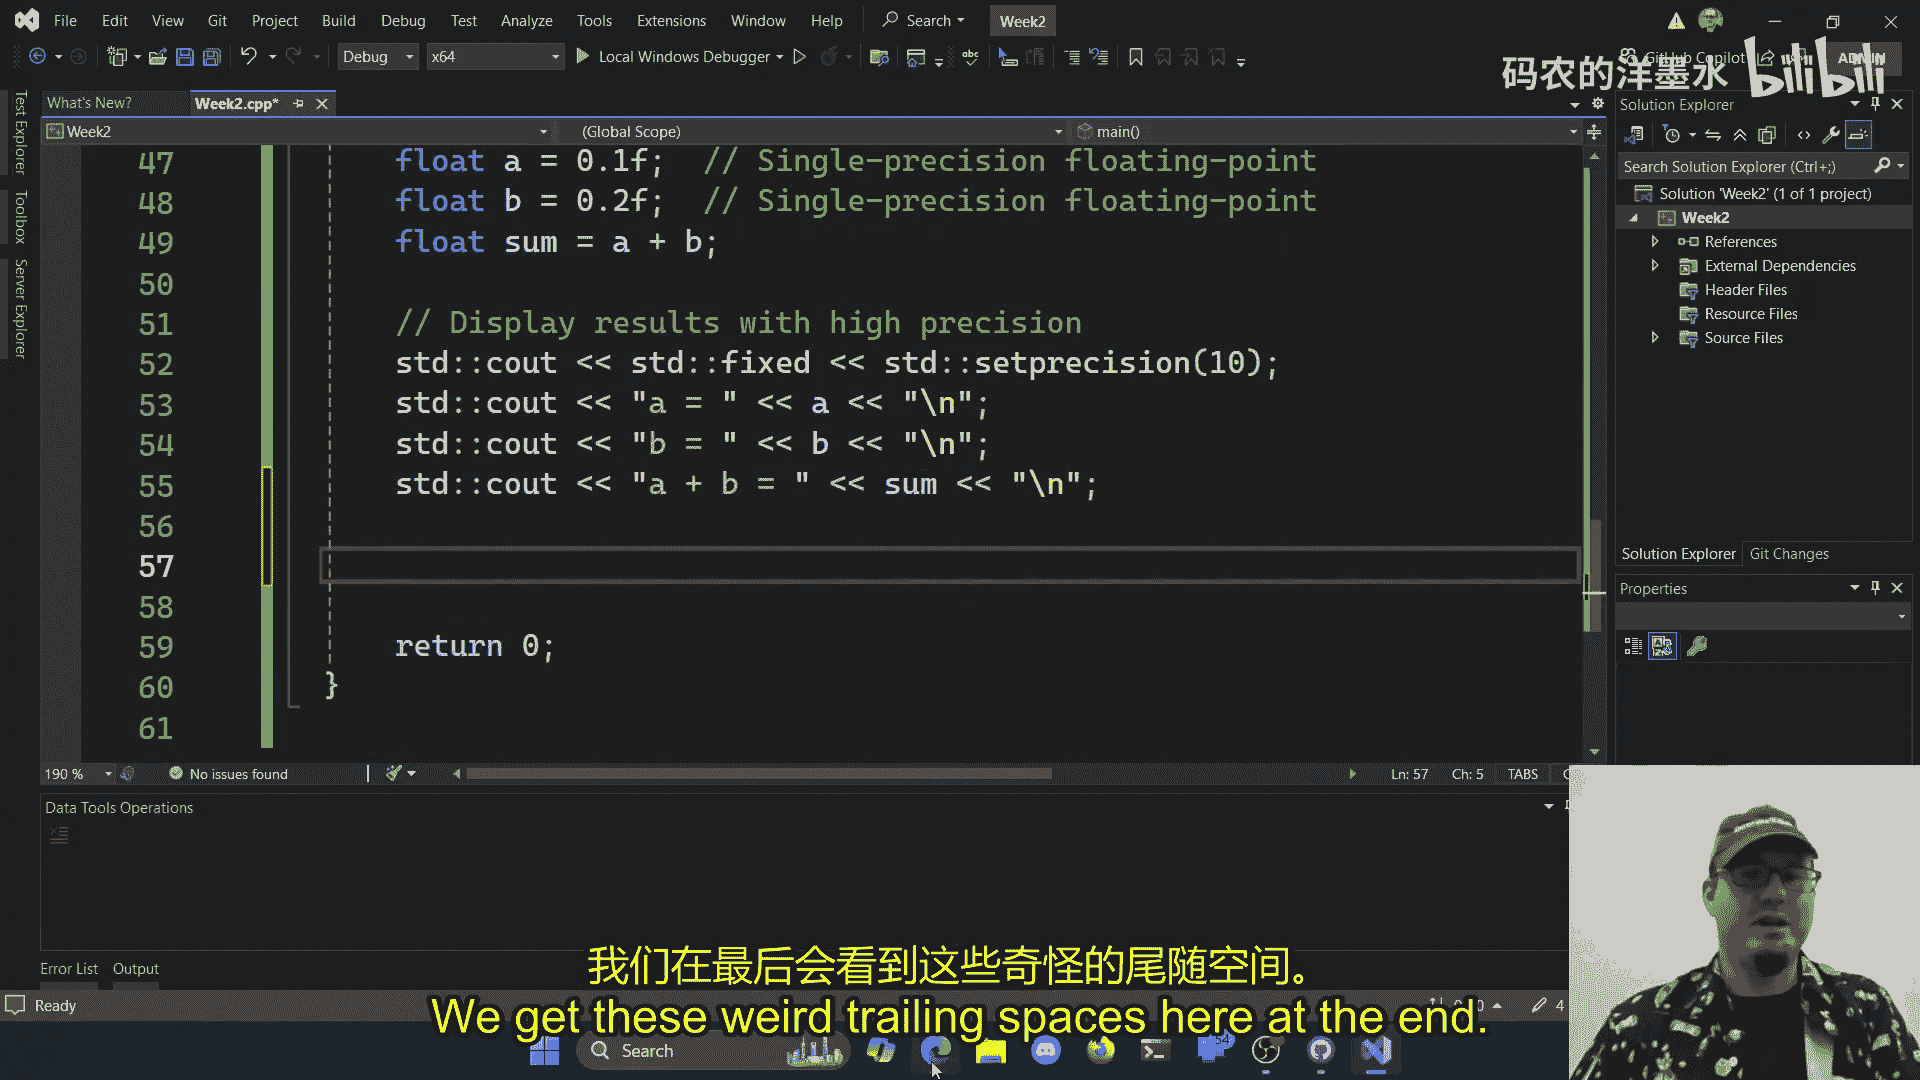 File Edit View Git Project Build Debug Test Analyze Tools Extensions Window Help Search Week2
Debug x64 Local Windows Debugger GitHub Copilot
码农的洋墨水 bilibili
Test Explorer
Toolbox
Server Explorer
What's New? Week2.cpp*
Week2 (Global Scope) main()
47 float a = 0.1f; // Single-precision floating-point
48 float b = 0.2f; // Single-precision floating-point
49 float sum = a + b;
50
51 // Display results with high precision
52 std::cout << std::fixed << std::setprecision(10);
53 std::cout << "a = " << a << "\n";
54 std::cout << "b = " << b << "\n";
55 std::cout << "a + b = " << sum << "\n";
56
57
58
59 return 0;
60 }
61
190 % No issues found Ln: 57 Ch: 5 TABS
Solution Explorer
Search Solution Explorer (Ctrl+;)
Solution 'Week2' (1 of 1 project)
Week2
References
External Dependencies
Header Files
Resource Files
Source Files
Solution Explorer Git Changes
Properties
Data Tools Operations
Error List Output
Ready
我们在最后会看到这些奇怪的尾随空间。
We get these weird trailing spaces here at the end.
Search